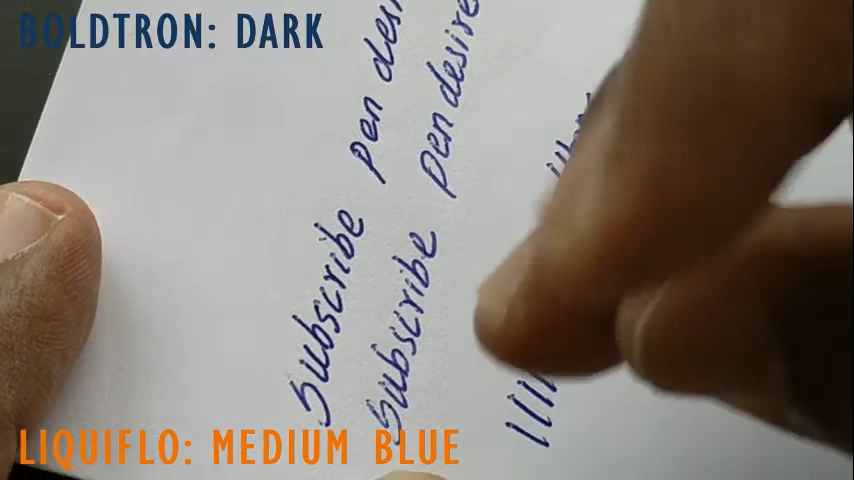 BOLDTRON: DARK
Subscribe pen desi
Subscribe pen desire
LIQUIFLO: MEDIUM BLUE